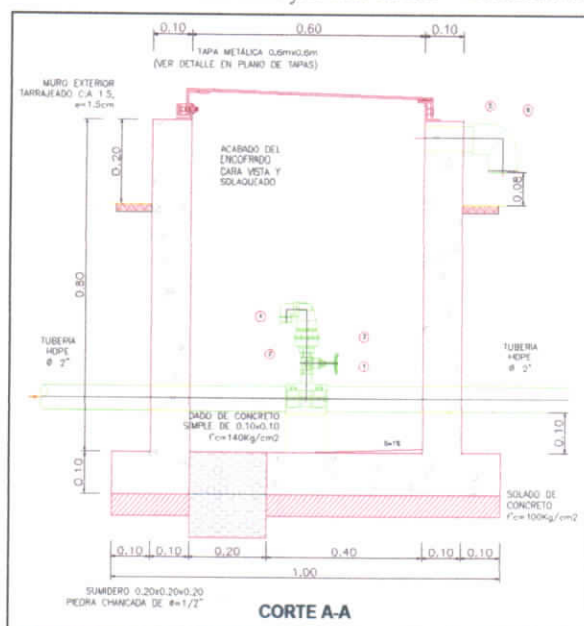 0.10
0.60
0.10
TAPA METÁLICA 0.6mx0.6m
(VER DETALLE EN PLANO DE TAPAS)
MURO EXTERIOR
TARRAJEADO C:A 1:5,
e=1.5cm
0.20
ACABADO DEL
ENCOFRADO
CARA VISTA Y
SOLAQUEADO
0.08
0.80
TUBERIA
HDPE
Ø 2"
TUBERIA
HDPE
Ø 2"
DADO DE CONCRETO
SIMPLE DE 0.10x0.10
f'c=140Kg/cm2
S=1%
0.10
0.10
SOLADO DE
CONCRETO
f'c=100Kg/cm2
0.10
0.10
0.20
0.40
0.10
0.10
1.00
SUMIDERO 0.20x0.20x0.20
PIEDRA CHANCADA DE Ø=1/2"
CORTE A-A